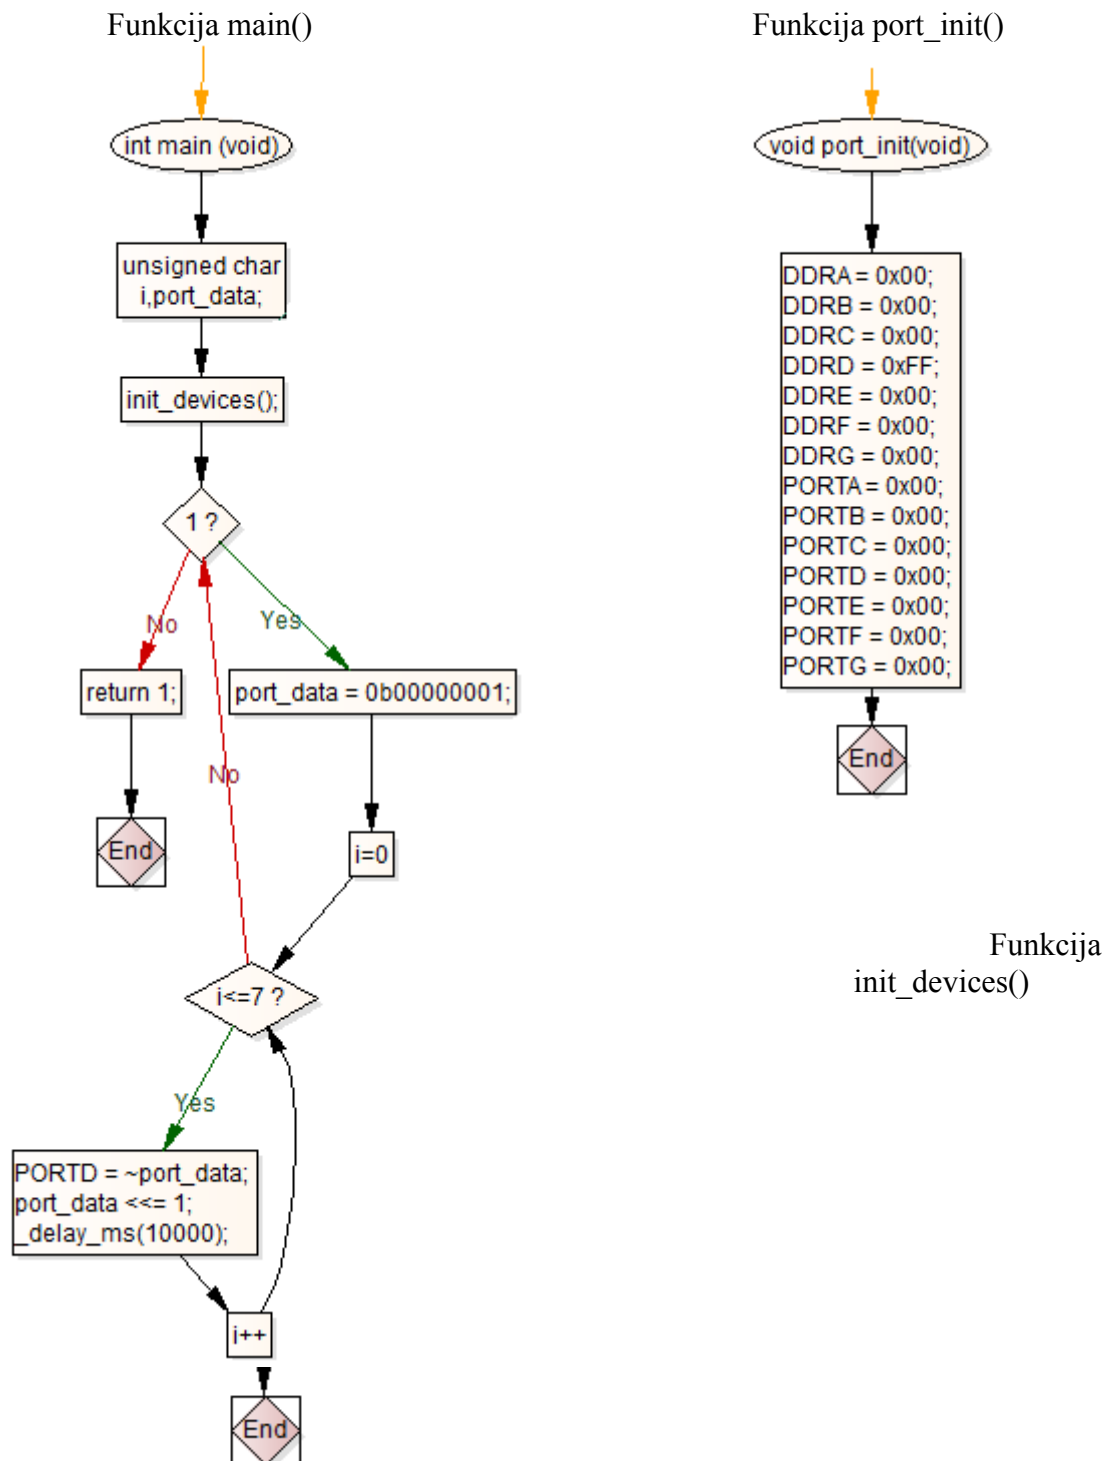 Funkcija main()
int main (void)
unsigned char
i,port_data;
init_devices();
1 ?
No
Yes
return 1;
port_data = 0b00000001;
No
End
i=0
i<=7 ?
Yes
PORTD = ~port_data;
port_data <<= 1;
_delay_ms(10000);
i++
End
Funkcija port_init()
void port_init(void)
DDRA = 0x00;
DDRB = 0x00;
DDRC = 0x00;
DDRD = 0xFF;
DDRE = 0x00;
DDRF = 0x00;
DDRG = 0x00;
PORTA = 0x00;
PORTB = 0x00;
PORTC = 0x00;
PORTD = 0x00;
PORTE = 0x00;
PORTF = 0x00;
PORTG = 0x00;
End
Funkcija
init_devices()